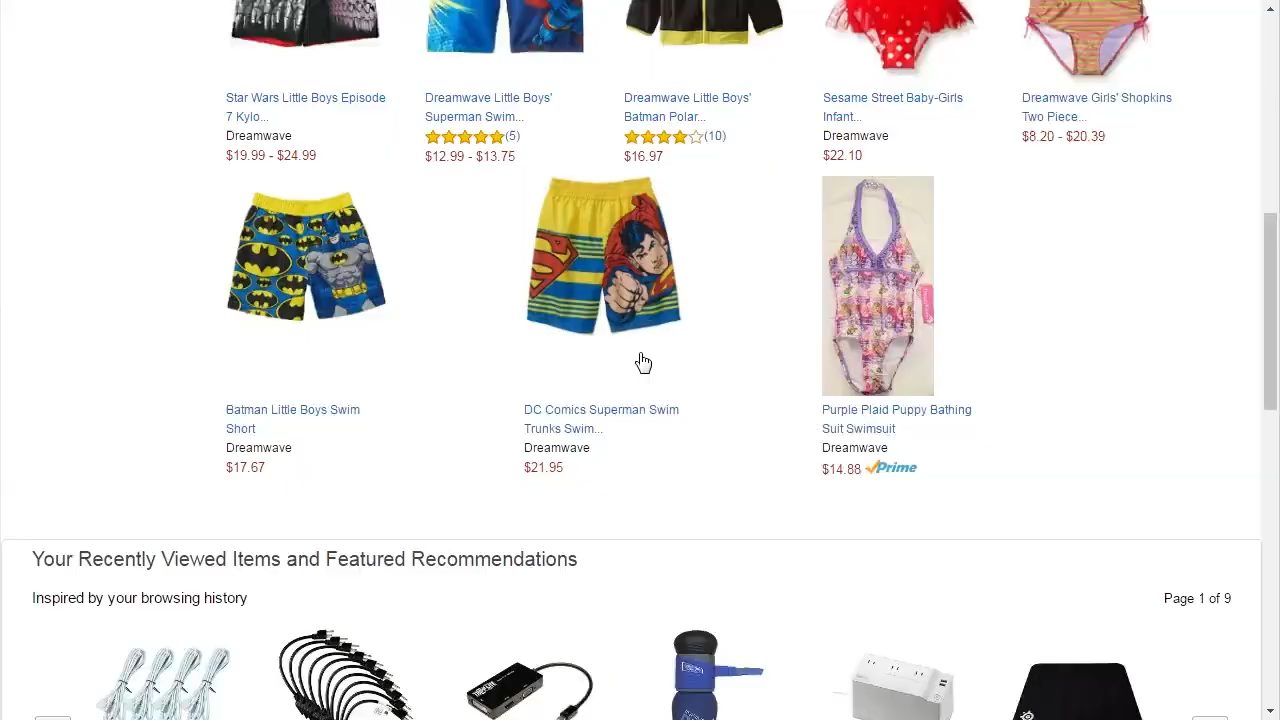 Star Wars Little Boys Episode
7 Kylo...
Dreamwave
$19.99 - $24.99
Dreamwave Little Boys'
Superman Swim...
(5)
$12.99 - $13.75
Dreamwave Little Boys'
Batman Polar...
(10)
$16.97
Sesame Street Baby-Girls
Infant...
Dreamwave
$22.10
Dreamwave Girls' Shopkins
Two Piece...
$8.20 - $20.39
Batman Little Boys Swim
Short
Dreamwave
$17.67
DC Comics Superman Swim
Trunks Swim...
Dreamwave
$21.95
Purple Plaid Puppy Bathing
Suit Swimsuit
Dreamwave
$14.88 Prime
Your Recently Viewed Items and Featured Recommendations
Inspired by your browsing history
Page 1 of 9